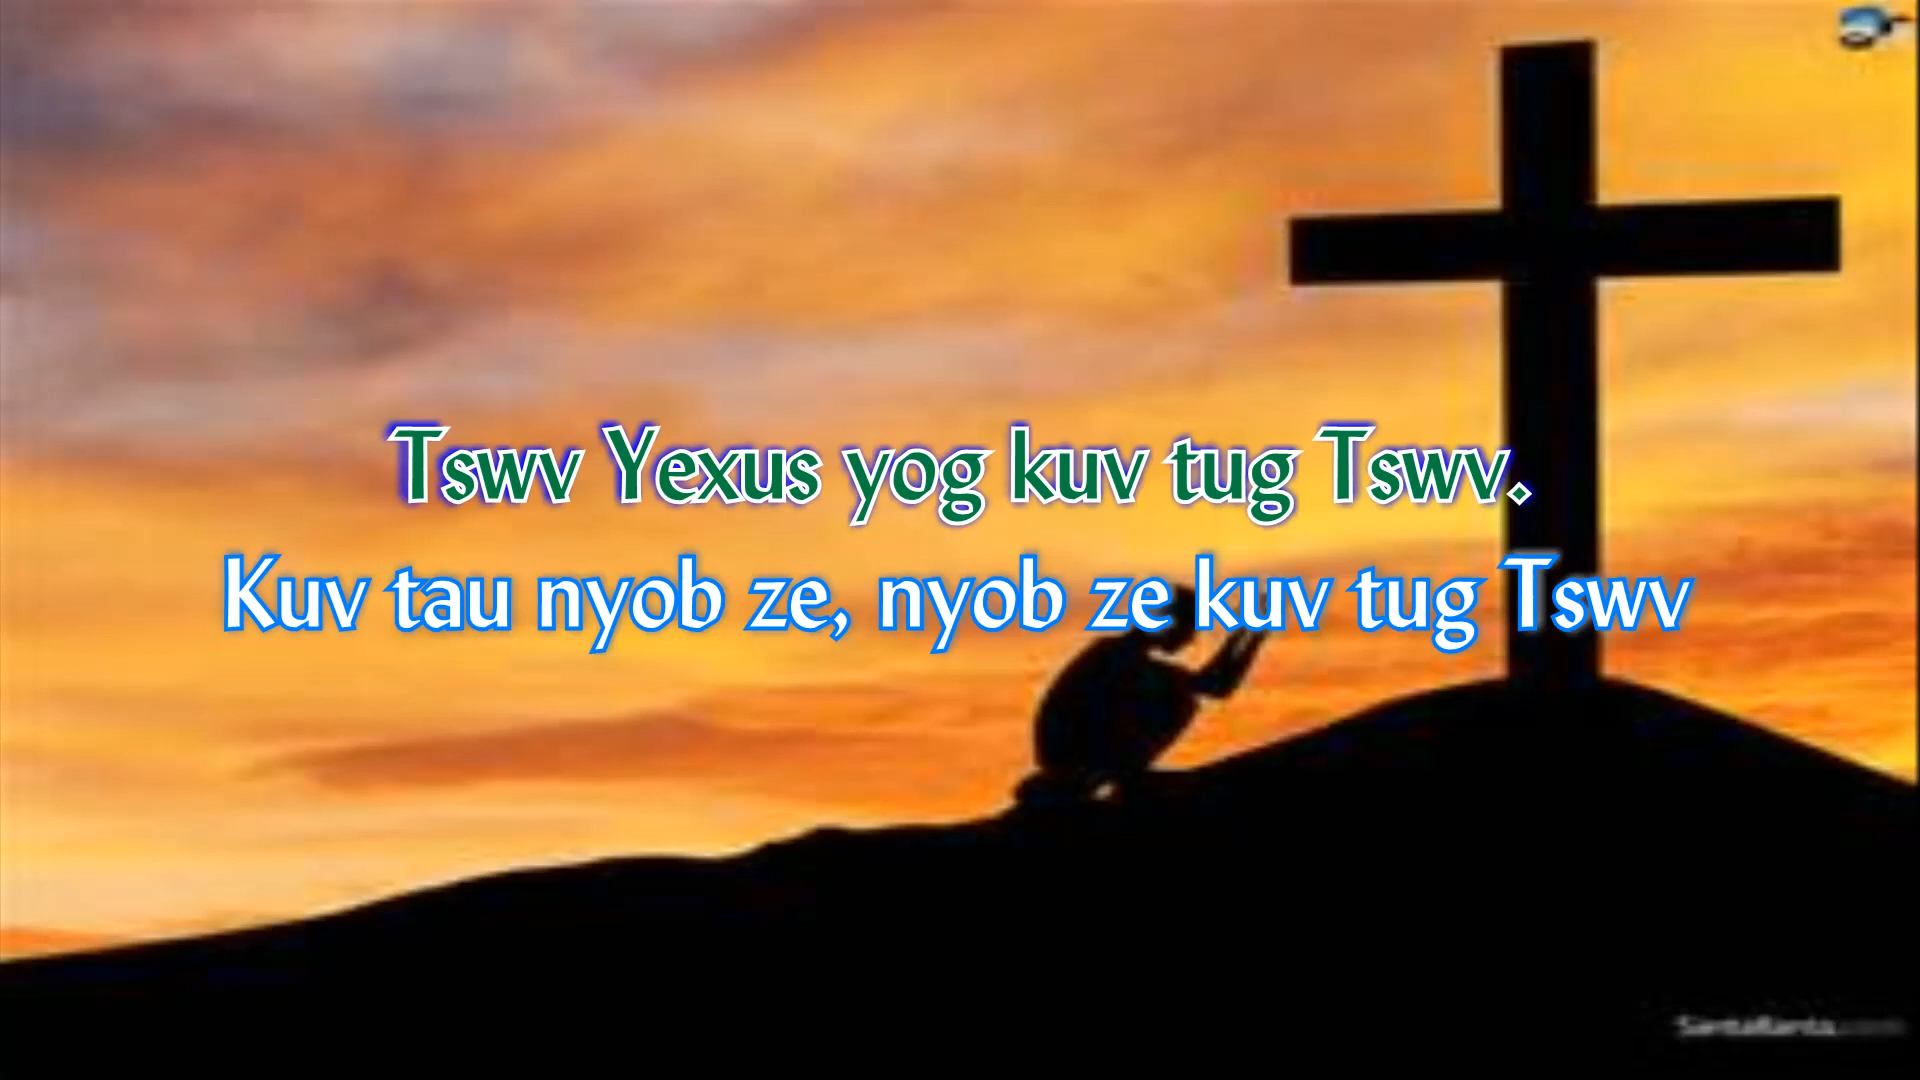 Tswv Yexus yog kuv tug Tswv.
Kuv tau nyob ze, nyob ze kuv tug Tswv